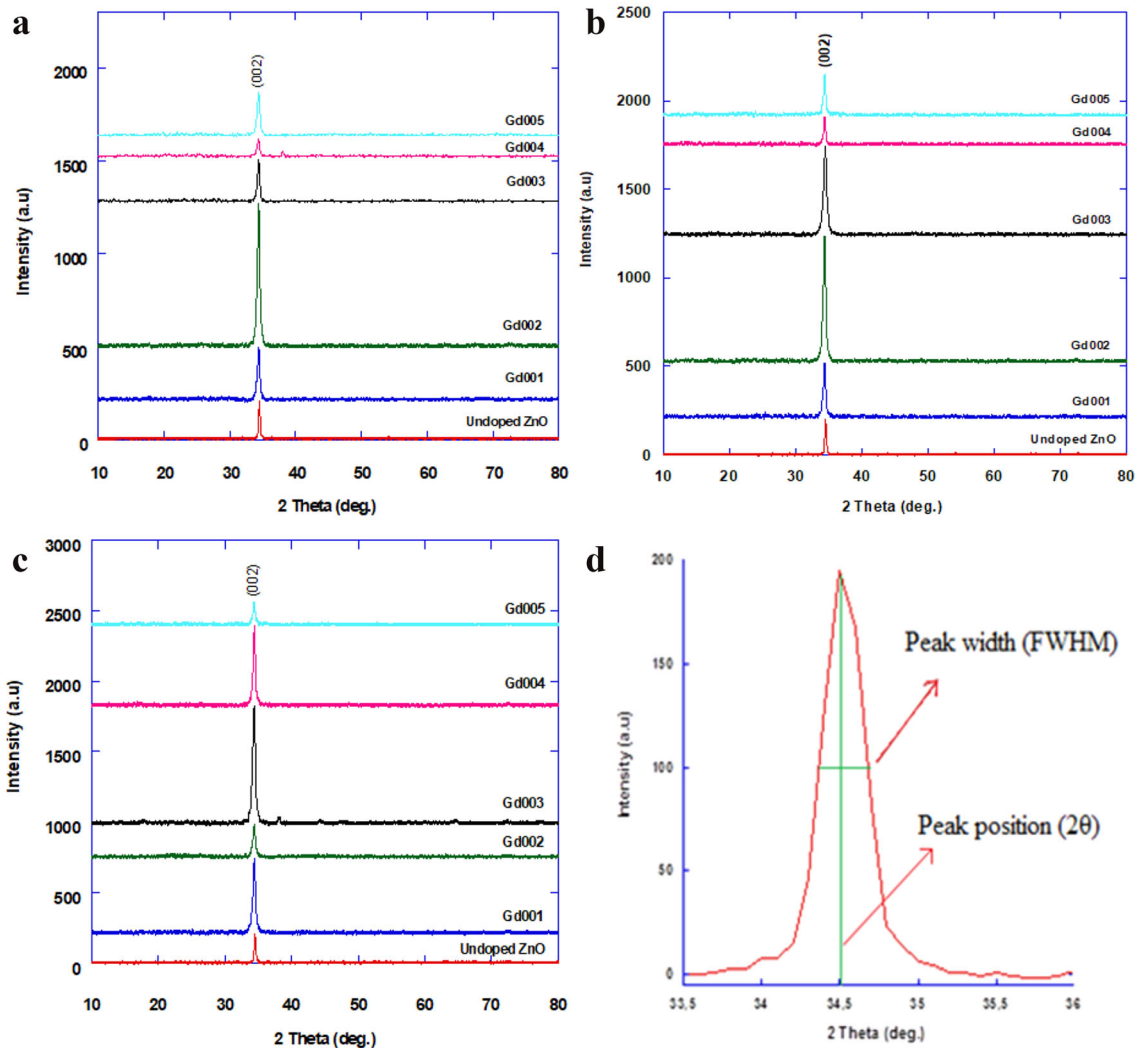 a
2000
1500
1000
500
0
10 20 30 40 50 60 70 80
2 Theta (deg.)
Intensity (a.u)
(002)
Gd005
Gd004
Gd003
Gd002
Gd001
Undoped ZnO
b
2500
2000
1500
1000
500
0
10 20 30 40 50 60 70 80
2 Theta (deg.)
Intensity (a.u)
(002)
Gd005
Gd004
Gd003
Gd002
Gd001
Undoped ZnO
c
3000
2500
2000
1500
1000
500
0
10 20 30 40 50 60 70 80
2 Theta (deg.)
Intensity (a.u)
(002)
Gd005
Gd004
Gd003
Gd002
Gd001
Undoped ZnO
d
200
150
100
50
0
33,5 34 34,5 35 35,5 36
2 Theta (deg.)
Intensity (a.u)
Peak width (FWHM)
Peak position (2θ)